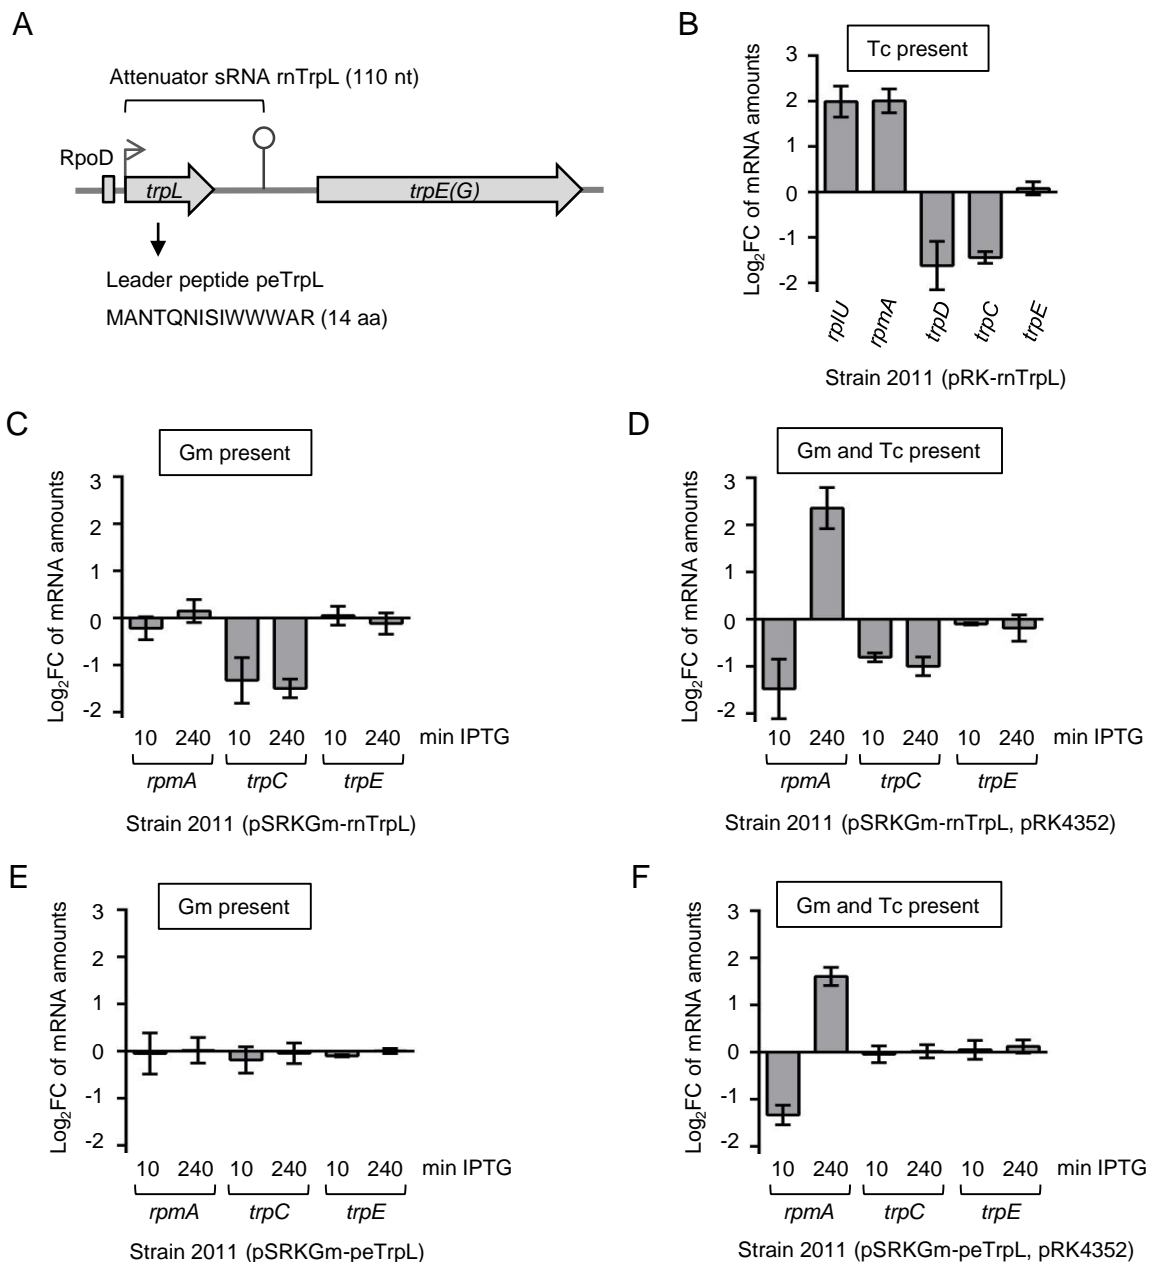 A
Attenuator sRNA rnTrpL (110 nt)
RpoD
trpL
trpE(G)
Leader peptide peTrpL
MANTQNISIWWWAR (14 aa)
B
Tc present
Log2FC of mRNA amounts
3
2
1
0
-1
-2
rplU
rpmA
trpD
trpC
trpE
Strain 2011 (pRK-rnTrpL)
C
Gm present
Log2FC of mRNA amounts
3
2
1
0
-1
-2
10 240 10 240 10 240 min IPTG
rpmA trpC trpE
Strain 2011 (pSRKGm-rnTrpL)
D
Gm and Tc present
Log2FC of mRNA amounts
3
2
1
0
-1
-2
10 240 10 240 10 240 min IPTG
rpmA trpC trpE
Strain 2011 (pSRKGm-rnTrpL, pRK4352)
E
Gm present
Log2FC of mRNA amounts
3
2
1
0
-1
-2
10 240 10 240 10 240 min IPTG
rpmA trpC trpE
Strain 2011 (pSRKGm-peTrpL)
F
Gm and Tc present
Log2FC of mRNA amounts
3
2
1
0
-1
-2
10 240 10 240 10 240 min IPTG
rpmA trpC trpE
Strain 2011 (pSRKGm-peTrpL, pRK4352)